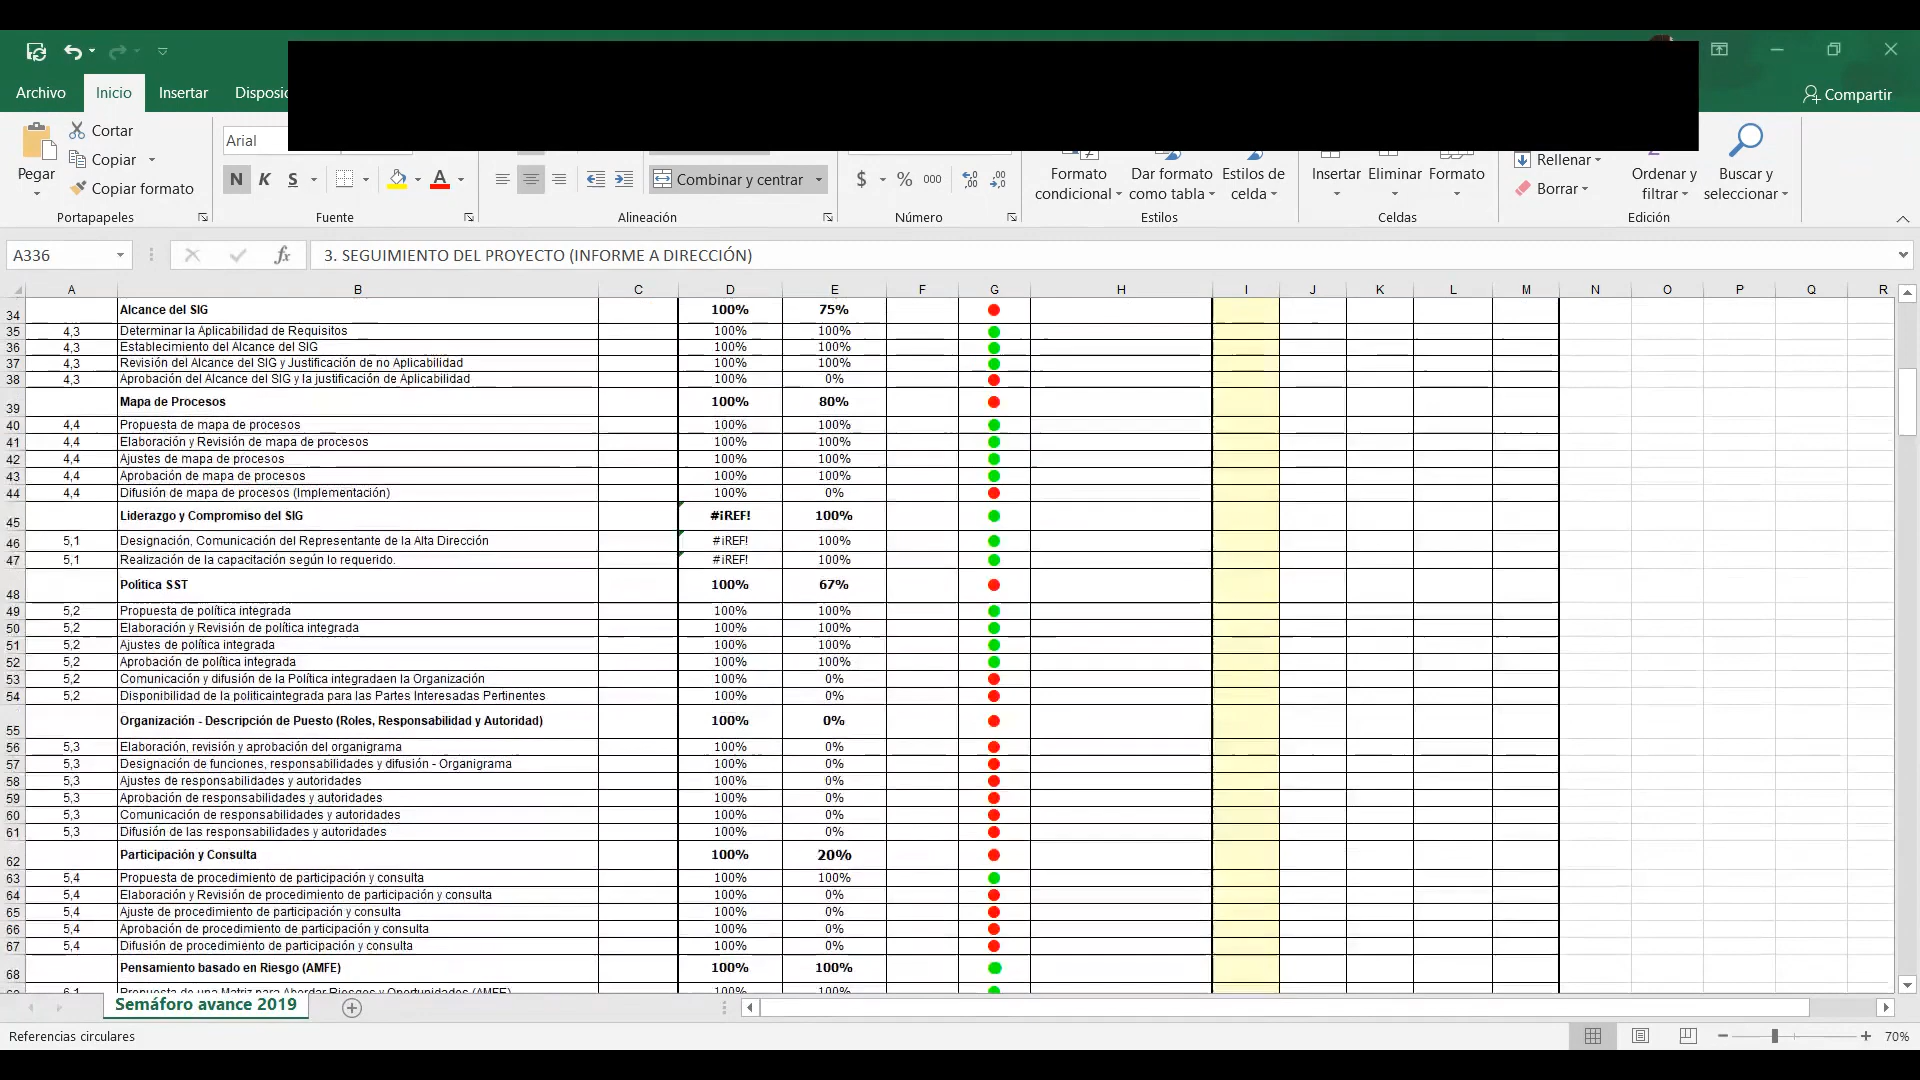 Archivo Inicio Insertar Compartir
Cortar
Copiar
Copiar formato
Pegar
Arial
N K S A
Combinar y centrar
$ % 000
Formato condicional
Dar formato como tabla
Estilos de celda
Insertar Eliminar Formato
Rellenar
Borrar
Ordenar y filtrar
Buscar y seleccionar
Portapapeles Fuente Alineación Número Estilos Celdas Edición
A336 fx 3. SEGUIMIENTO DEL PROYECTO (INFORME A DIRECCIÓN)
A B C D E F G H I J K L M N O P Q R
34 Alcance del SIG 100% 75%
35 4,3 Determinar la Aplicabilidad de Requisitos 100% 100%
36 4,3 Establecimiento del Alcance del SIG 100% 100%
37 4,3 Revisión del Alcance del SIG y Justificación de no Aplicabilidad 100% 100%
38 4,3 Aprobación del Alcance del SIG y la justificación de Aplicabilidad 100% 0%
39 Mapa de Procesos 100% 80%
40 4,4 Propuesta de mapa de procesos 100% 100%
41 4,4 Elaboración y Revisión de mapa de procesos 100% 100%
42 4,4 Ajustes de mapa de procesos 100% 100%
43 4,4 Aprobación de mapa de procesos 100% 100%
44 4,4 Difusión de mapa de procesos (Implementación) 100% 0%
45 Liderazgo y Compromiso del SIG #¡REF! 100%
46 5,1 Designación, Comunicación del Representante de la Alta Dirección #¡REF! 100%
47 5,1 Realización de la capacitación según lo requerido. #¡REF! 100%
48 Política SST 100% 67%
49 5,2 Propuesta de política integrada 100% 100%
50 5,2 Elaboración y Revisión de política integrada 100% 100%
51 5,2 Ajustes de política integrada 100% 100%
52 5,2 Aprobación de política integrada 100% 100%
53 5,2 Comunicación y difusión de la Política integradaen la Organización 100% 0%
54 5,2 Disponibilidad de la politicaintegrada para las Partes Interesadas Pertinentes 100% 0%
55 Organización - Descripción de Puesto (Roles, Responsabilidad y Autoridad) 100% 0%
56 5,3 Elaboración, revisión y aprobación del organigrama 100% 0%
57 5,3 Designación de funciones, responsabilidades y difusión - Organigrama 100% 0%
58 5,3 Ajustes de responsabilidades y autoridades 100% 0%
59 5,3 Aprobación de responsabilidades y autoridades 100% 0%
60 5,3 Comunicación de responsabilidades y autoridades 100% 0%
61 5,3 Difusión de las responsabilidades y autoridades 100% 0%
62 Participación y Consulta 100% 20%
63 5,4 Propuesta de procedimiento de participación y consulta 100% 100%
64 5,4 Elaboración y Revisión de procedimiento de participación y consulta 100% 0%
65 5,4 Ajuste de procedimiento de participación y consulta 100% 0%
66 5,4 Aprobación de procedimiento de participación y consulta 100% 0%
67 5,4 Difusión de procedimiento de participación y consulta 100% 0%
68 Pensamiento basado en Riesgo (AMFE) 100% 100%
6.1 Propuesta de una Matriz para Abordar Riesgos y Oportunidades (AMFE) 100% 100%
Semáforo avance 2019
Referencias circulares 70%